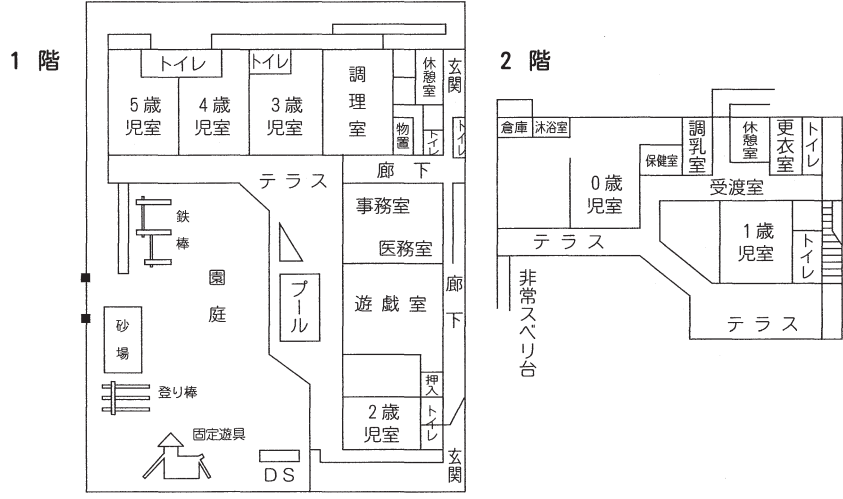 1階
トイレ
トイレ
5歳
児室
4歳
児室
3歳
児室
調理室
休憩室
玄関
物置
トイレ
トイレ
テラス
廊下
鉄棒
事務室
医務室
園庭
プール
遊戯室
廊下
砂場
登り棒
押入
2歳
児室
トイレ
固定遊具
DS
玄関
2階
倉庫
沐浴室
調乳室
休憩室
更衣室
トイレ
保健室
0歳
児室
受渡室
テラス
1歳
児室
トイレ
非常スベリ台
テラス